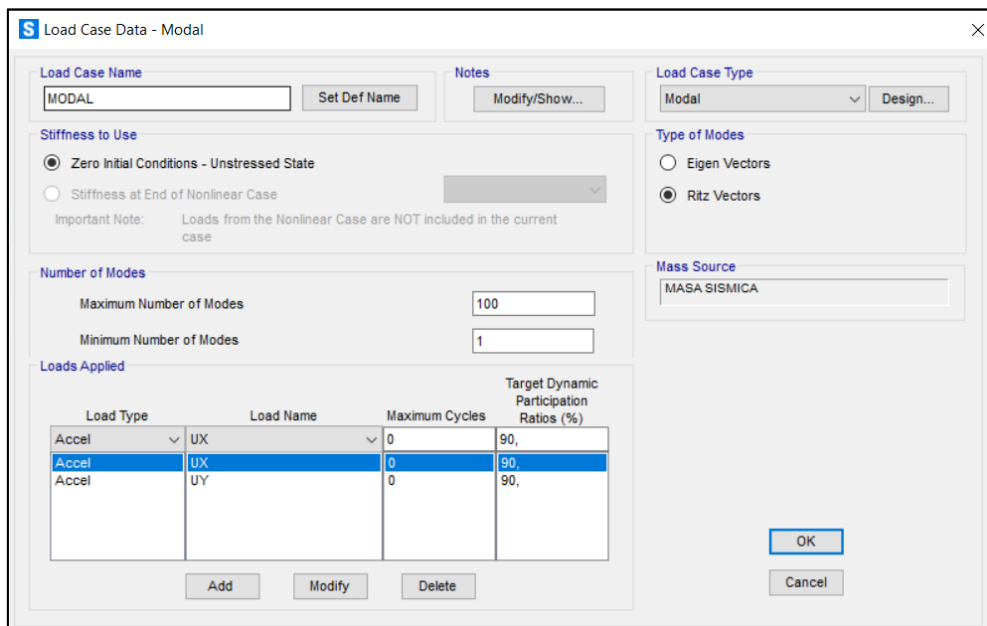 S Load Case Data - Modal
Load Case Name
MODAL
Set Def Name
Notes
Modify/Show...
Load Case Type
Modal
Design...
Stiffness to Use
Zero Initial Conditions - Unstressed State
Stiffness at End of Nonlinear Case
Important Note: Loads from the Nonlinear Case are NOT included in the current
case
Type of Modes
Eigen Vectors
Ritz Vectors
Number of Modes
Maximum Number of Modes 100
Minimum Number of Modes 1
Mass Source
MASA SISMICA
Loads Applied
Target Dynamic
Participation
Load Type Load Name Maximum Cycles Ratios (%)
Accel UX 0 90,
Accel UX 0 90,
Accel UY 0 90,
Add Modify Delete
OK
Cancel